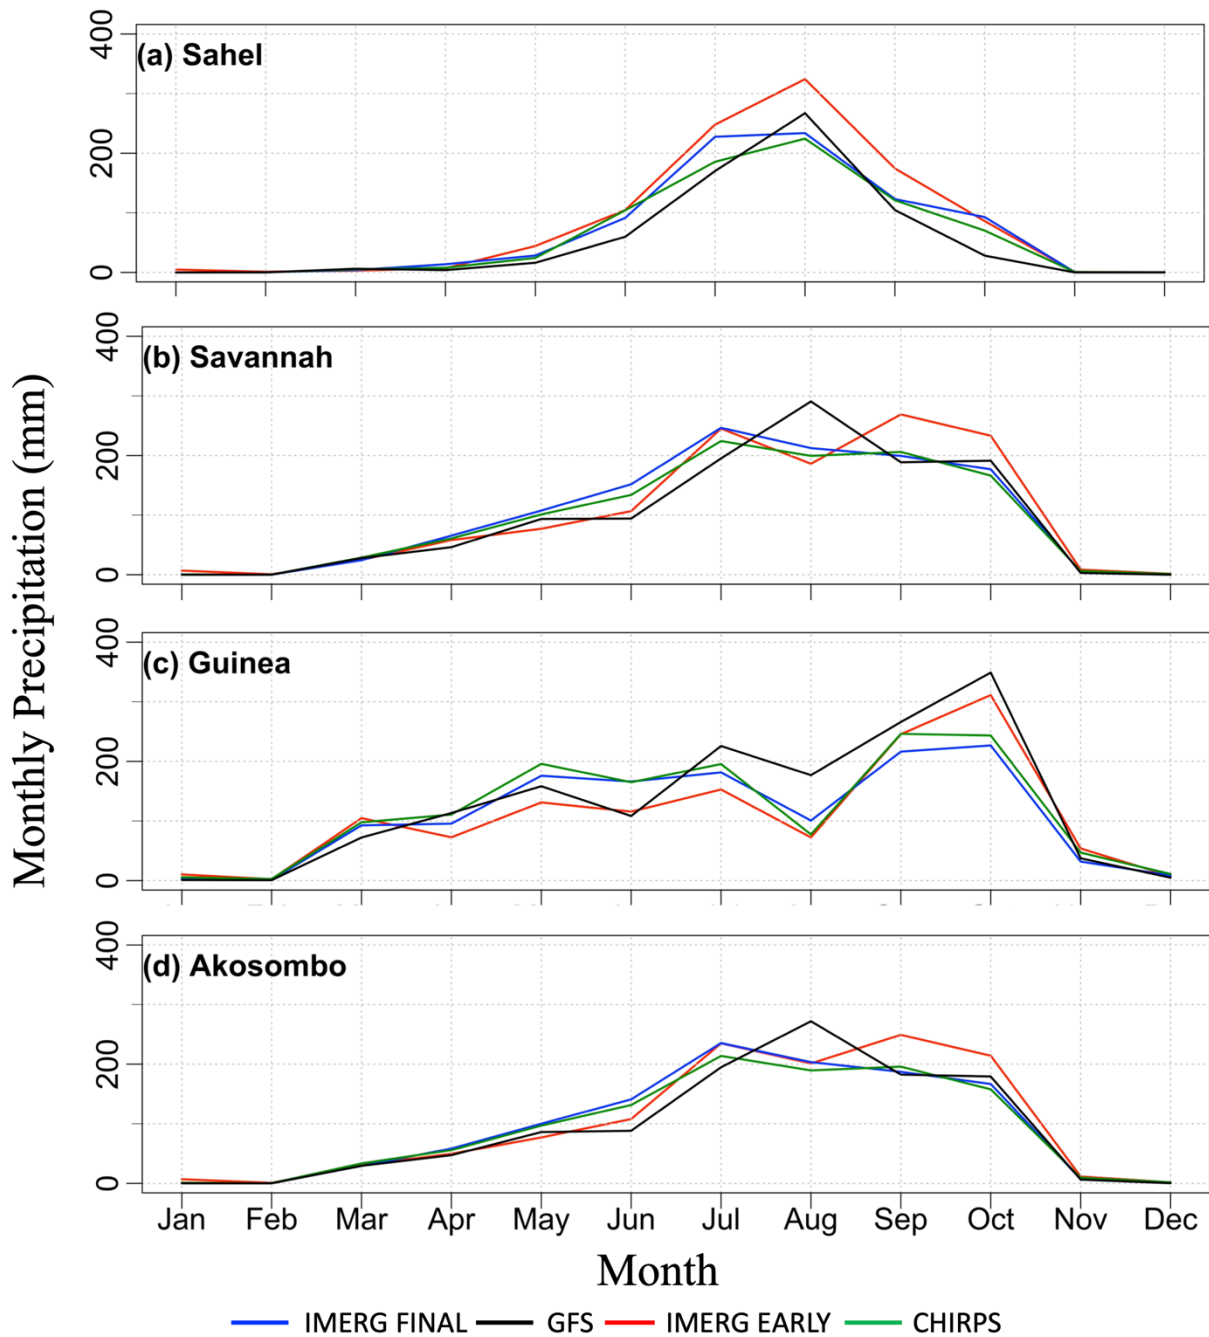 Monthly Precipitation (mm)
(a) Sahel
400
200
0
(b) Savannah
400
200
0
(c) Guinea
400
200
0
(d) Akosombo
400
200
0
Jan Feb Mar Apr May Jun Jul Aug Sep Oct Nov Dec
Month
IMERG FINAL GFS IMERG EARLY CHIRPS